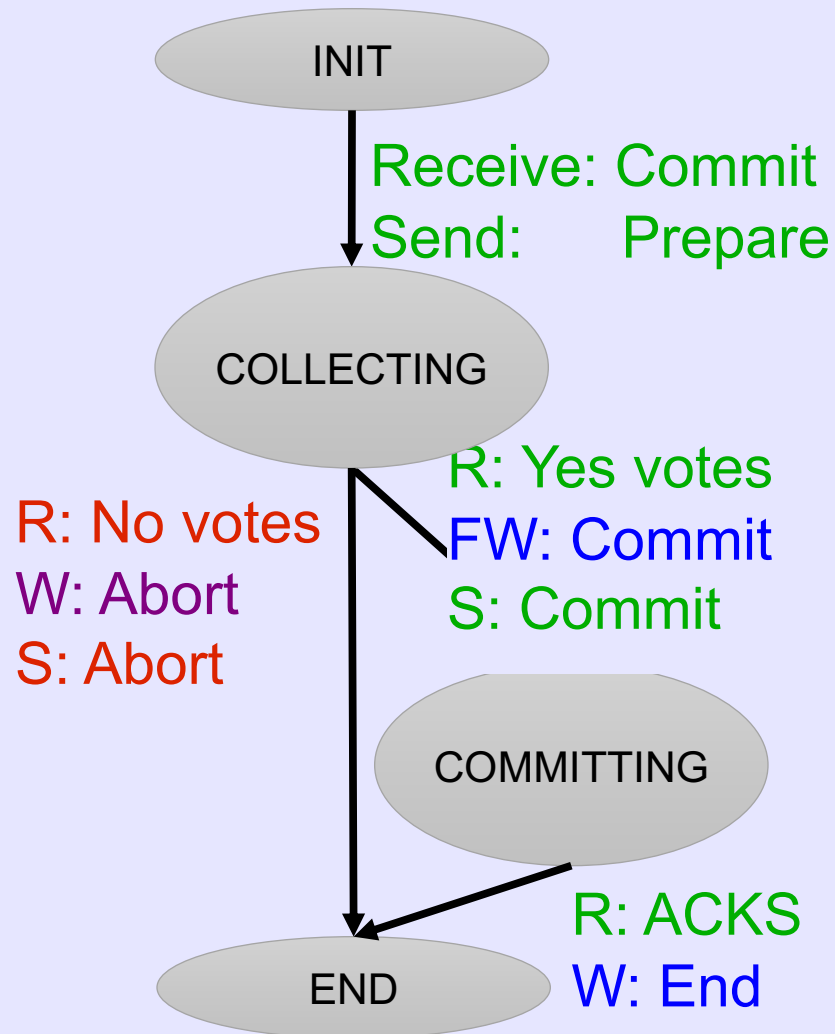 INIT
Receive: Commit
Send: Prepare
COLLECTING
R: Yes votes
FW: Commit
S: Commit
R: No votes
W: Abort
S: Abort
COMMITTING
R: ACKS
W: End
END